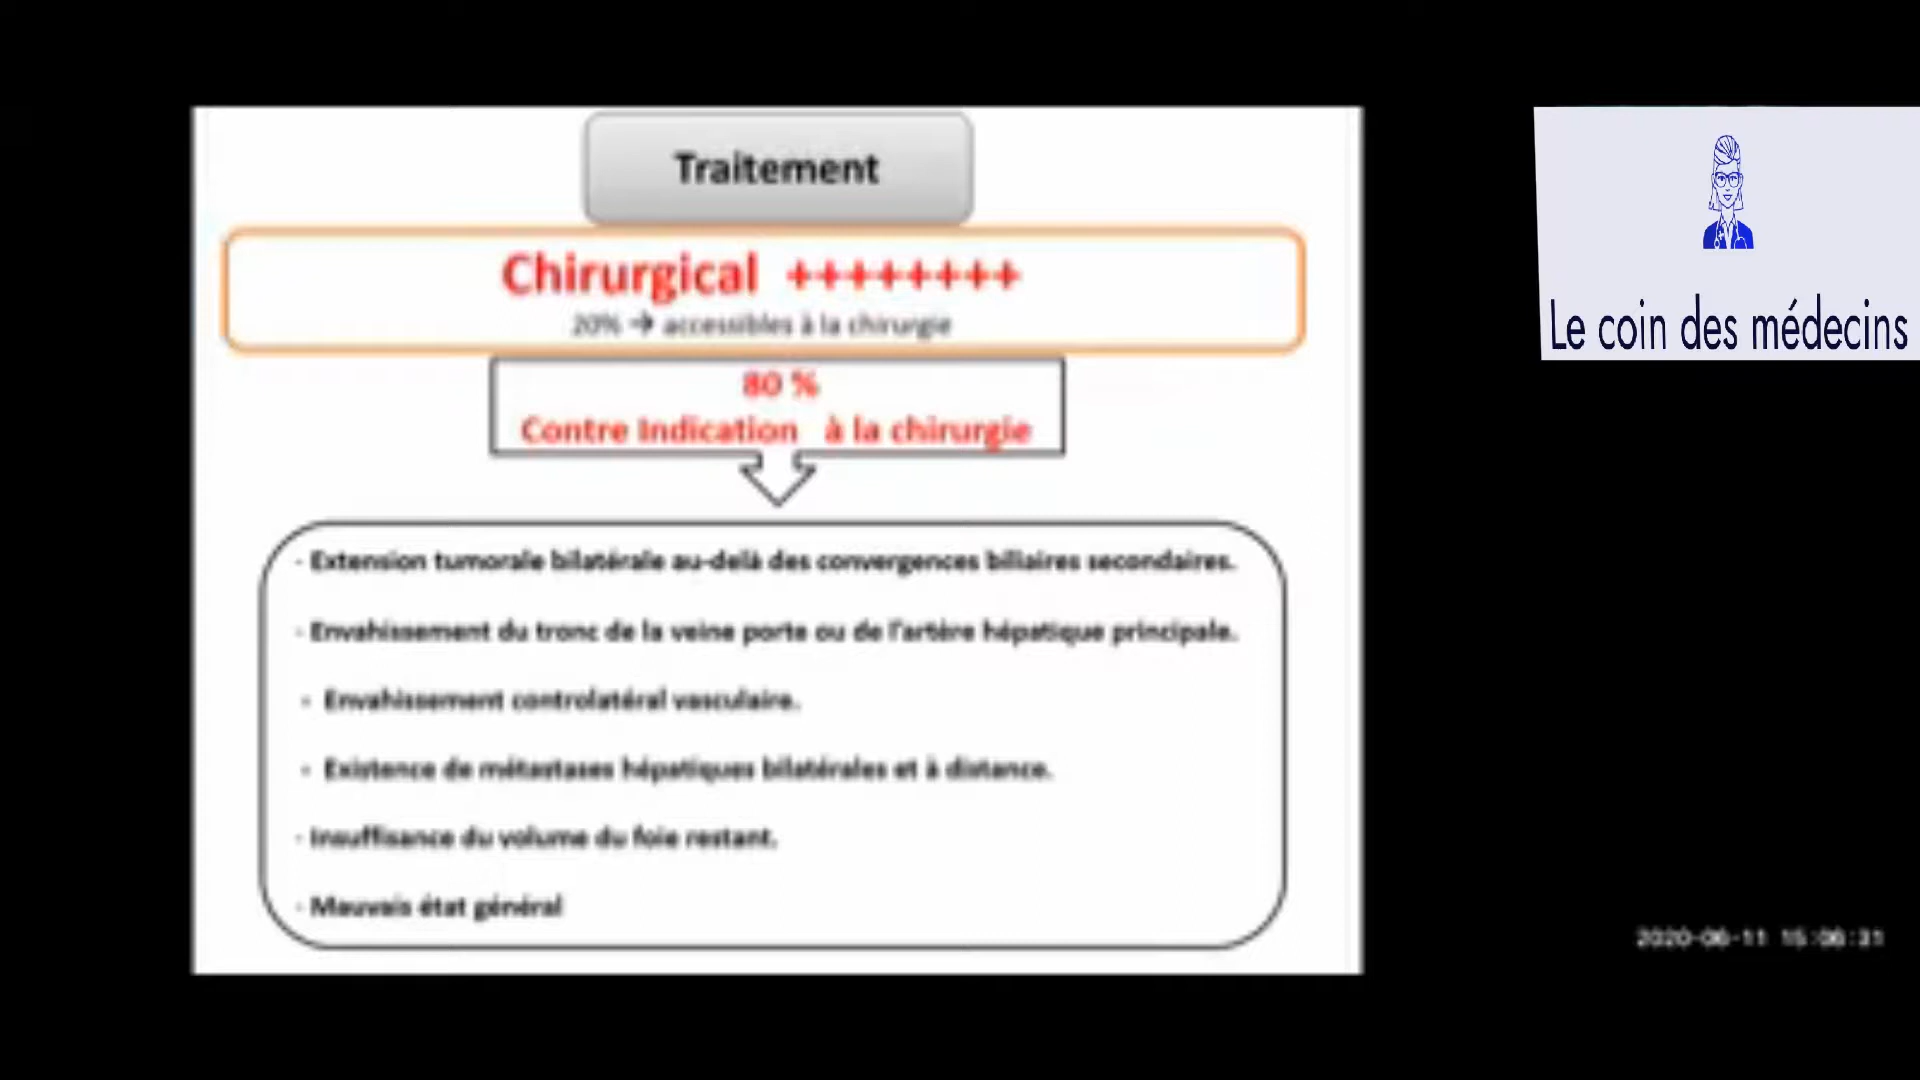 Traitement
Chirurgical ++++++++
20% → accessibles à la chirurgie
80 %
Contre Indication à la chirurgie
- Extension tumorale bilatérale au-delà des convergences biliaires secondaires.
- Envahissement du tronc de la veine porte ou de l'artère hépatique principale.
- Envahissement controlatéral vasculaire.
- Existence de métastases hépatiques bilatérales et à distance.
- Insuffisance du volume du foie restant.
- Mauvais état général
Le coin des médecins
2020-06-11 15:06:31